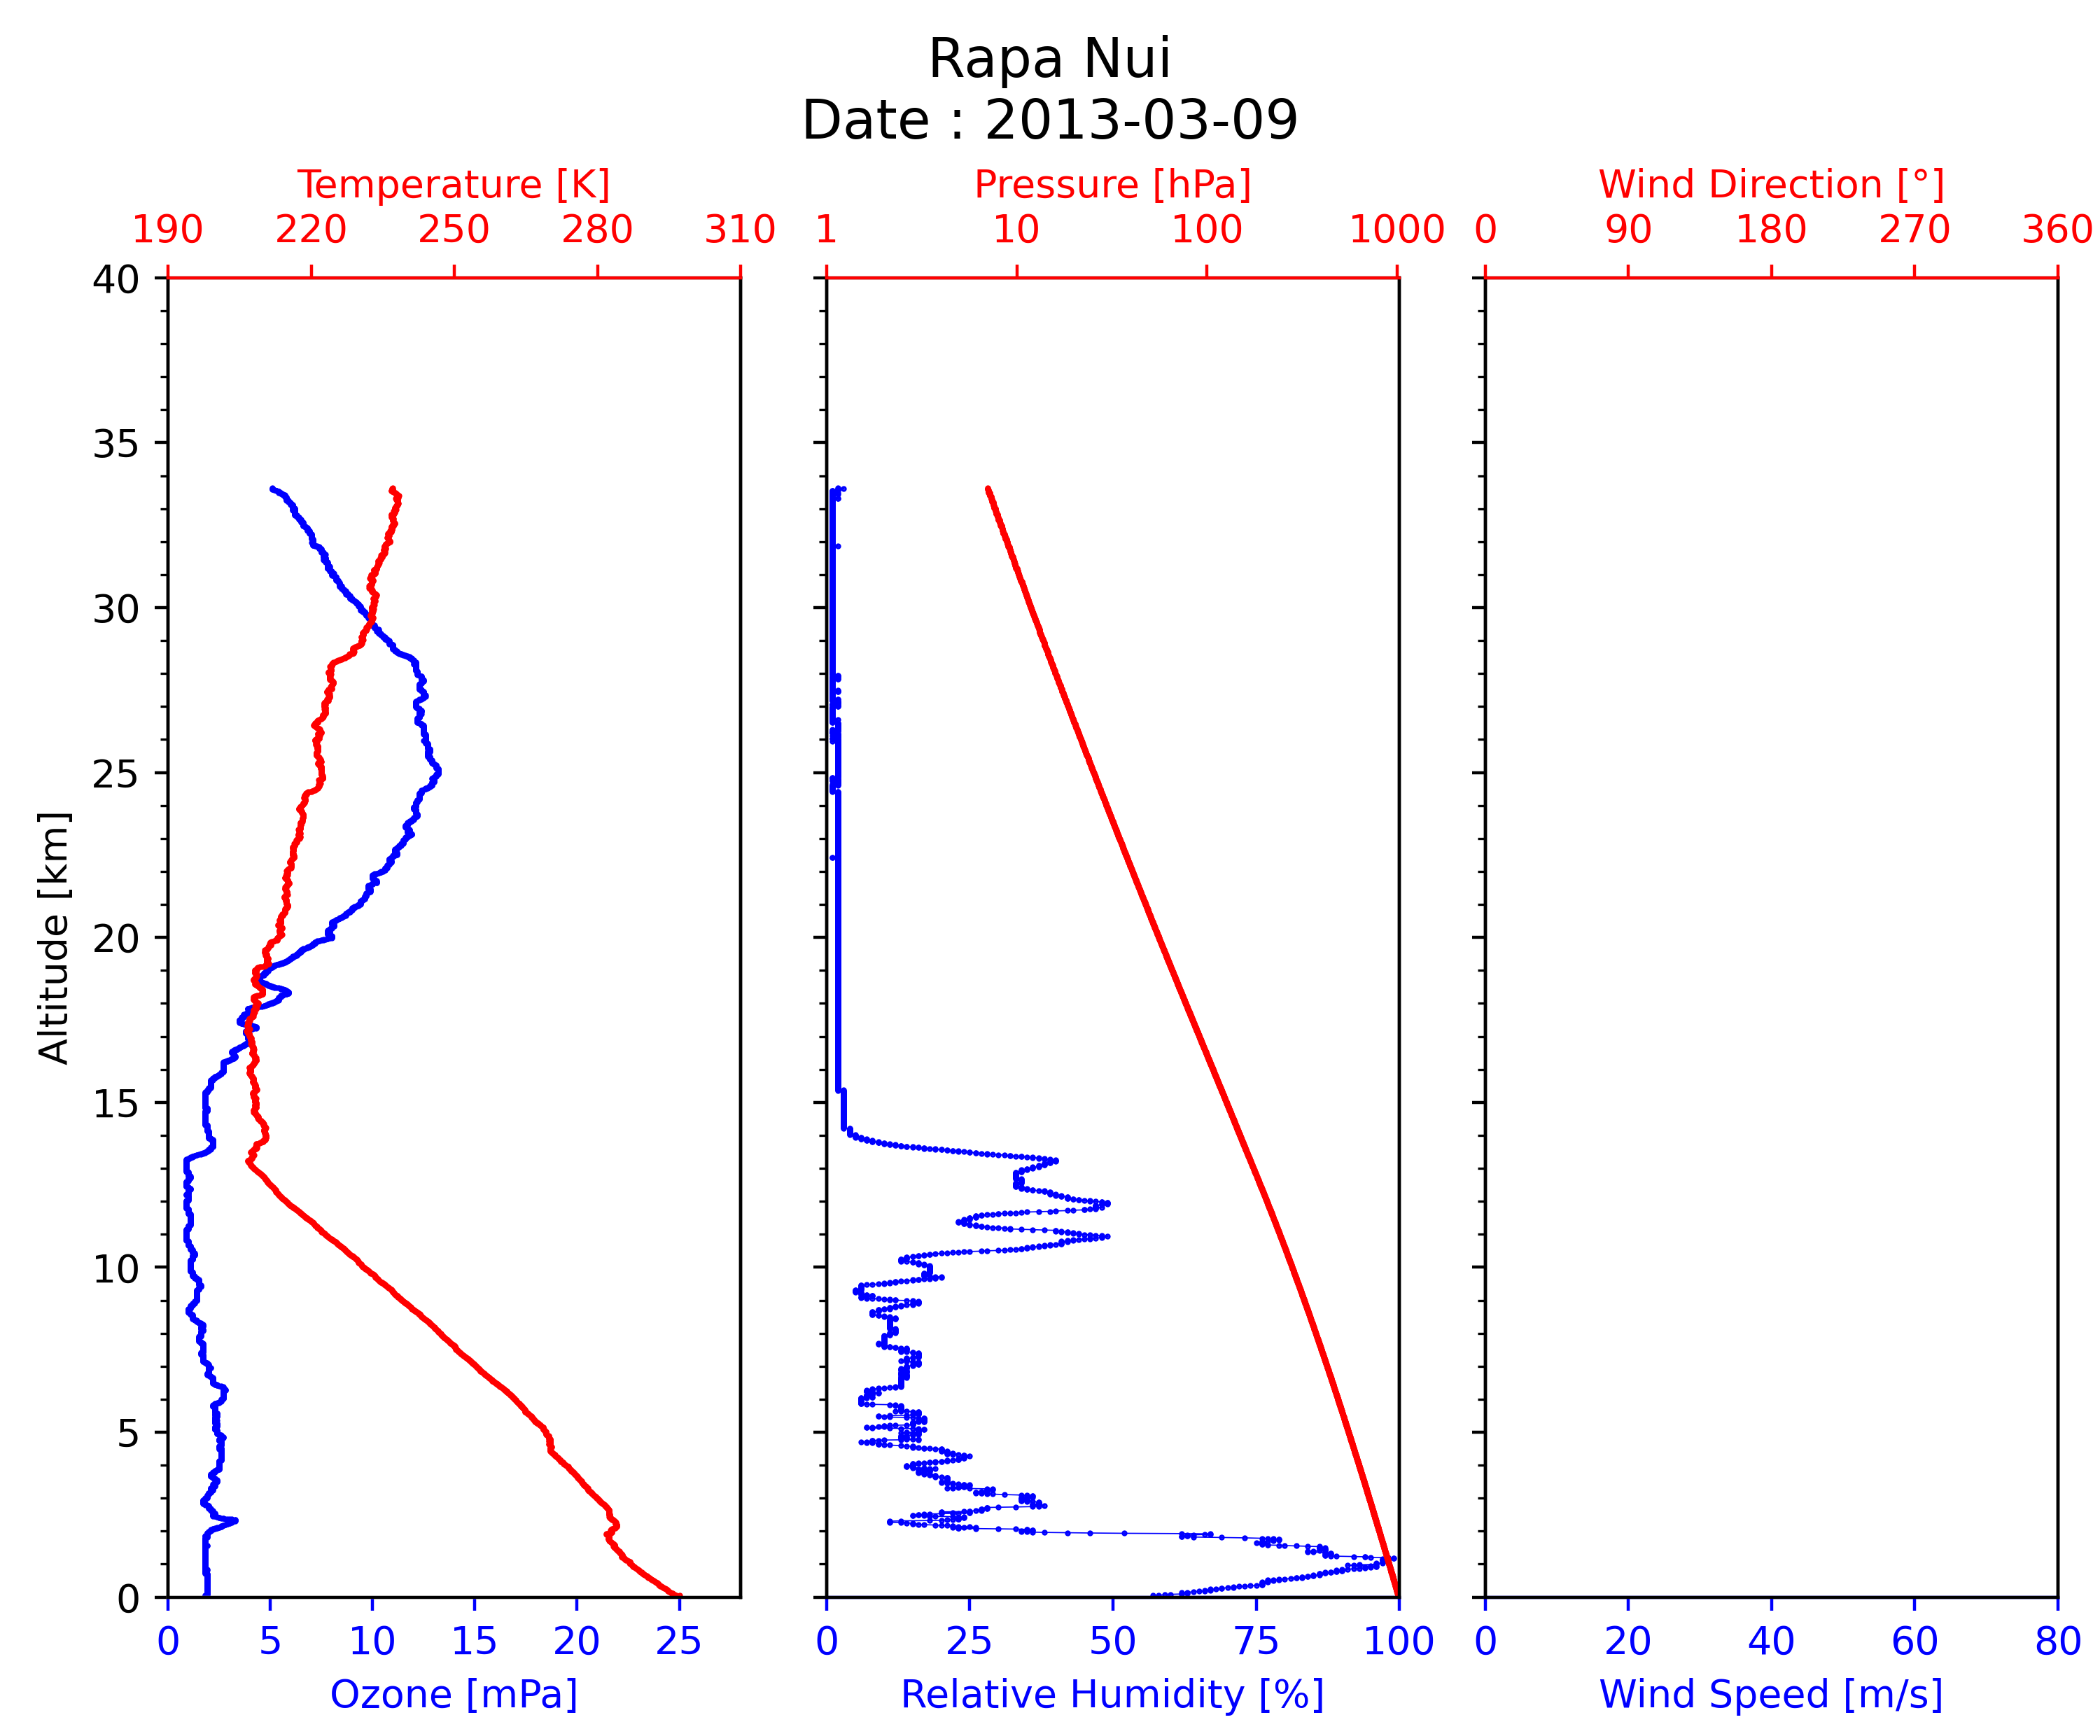 Rapa Nui
Date : 2013-03-09
Temperature [K]
190 220 250 280 310
Pressure [hPa]
1 10 100 1000
Wind Direction [°]
0 90 180 270 360
Altitude [km]
40
35
30
25
20
15
10
5
0
0 5 10 15 20 25
Ozone [mPa]
0 25 50 75 100
Relative Humidity [%]
0 20 40 60 80
Wind Speed [m/s]